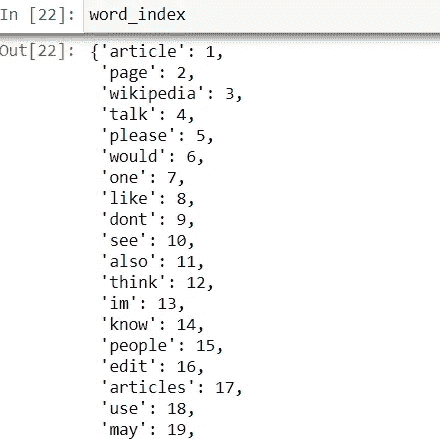 In [22]: word_index
Out[22]: {'article': 1,
'page': 2,
'wikipedia': 3,
'talk': 4,
'please': 5,
'would': 6,
'one': 7,
'like': 8,
'dont': 9,
'see': 10,
'also': 11,
'think': 12,
'im': 13,
'know': 14,
'people': 15,
'edit': 16,
'articles': 17,
'use': 18,
'may': 19,